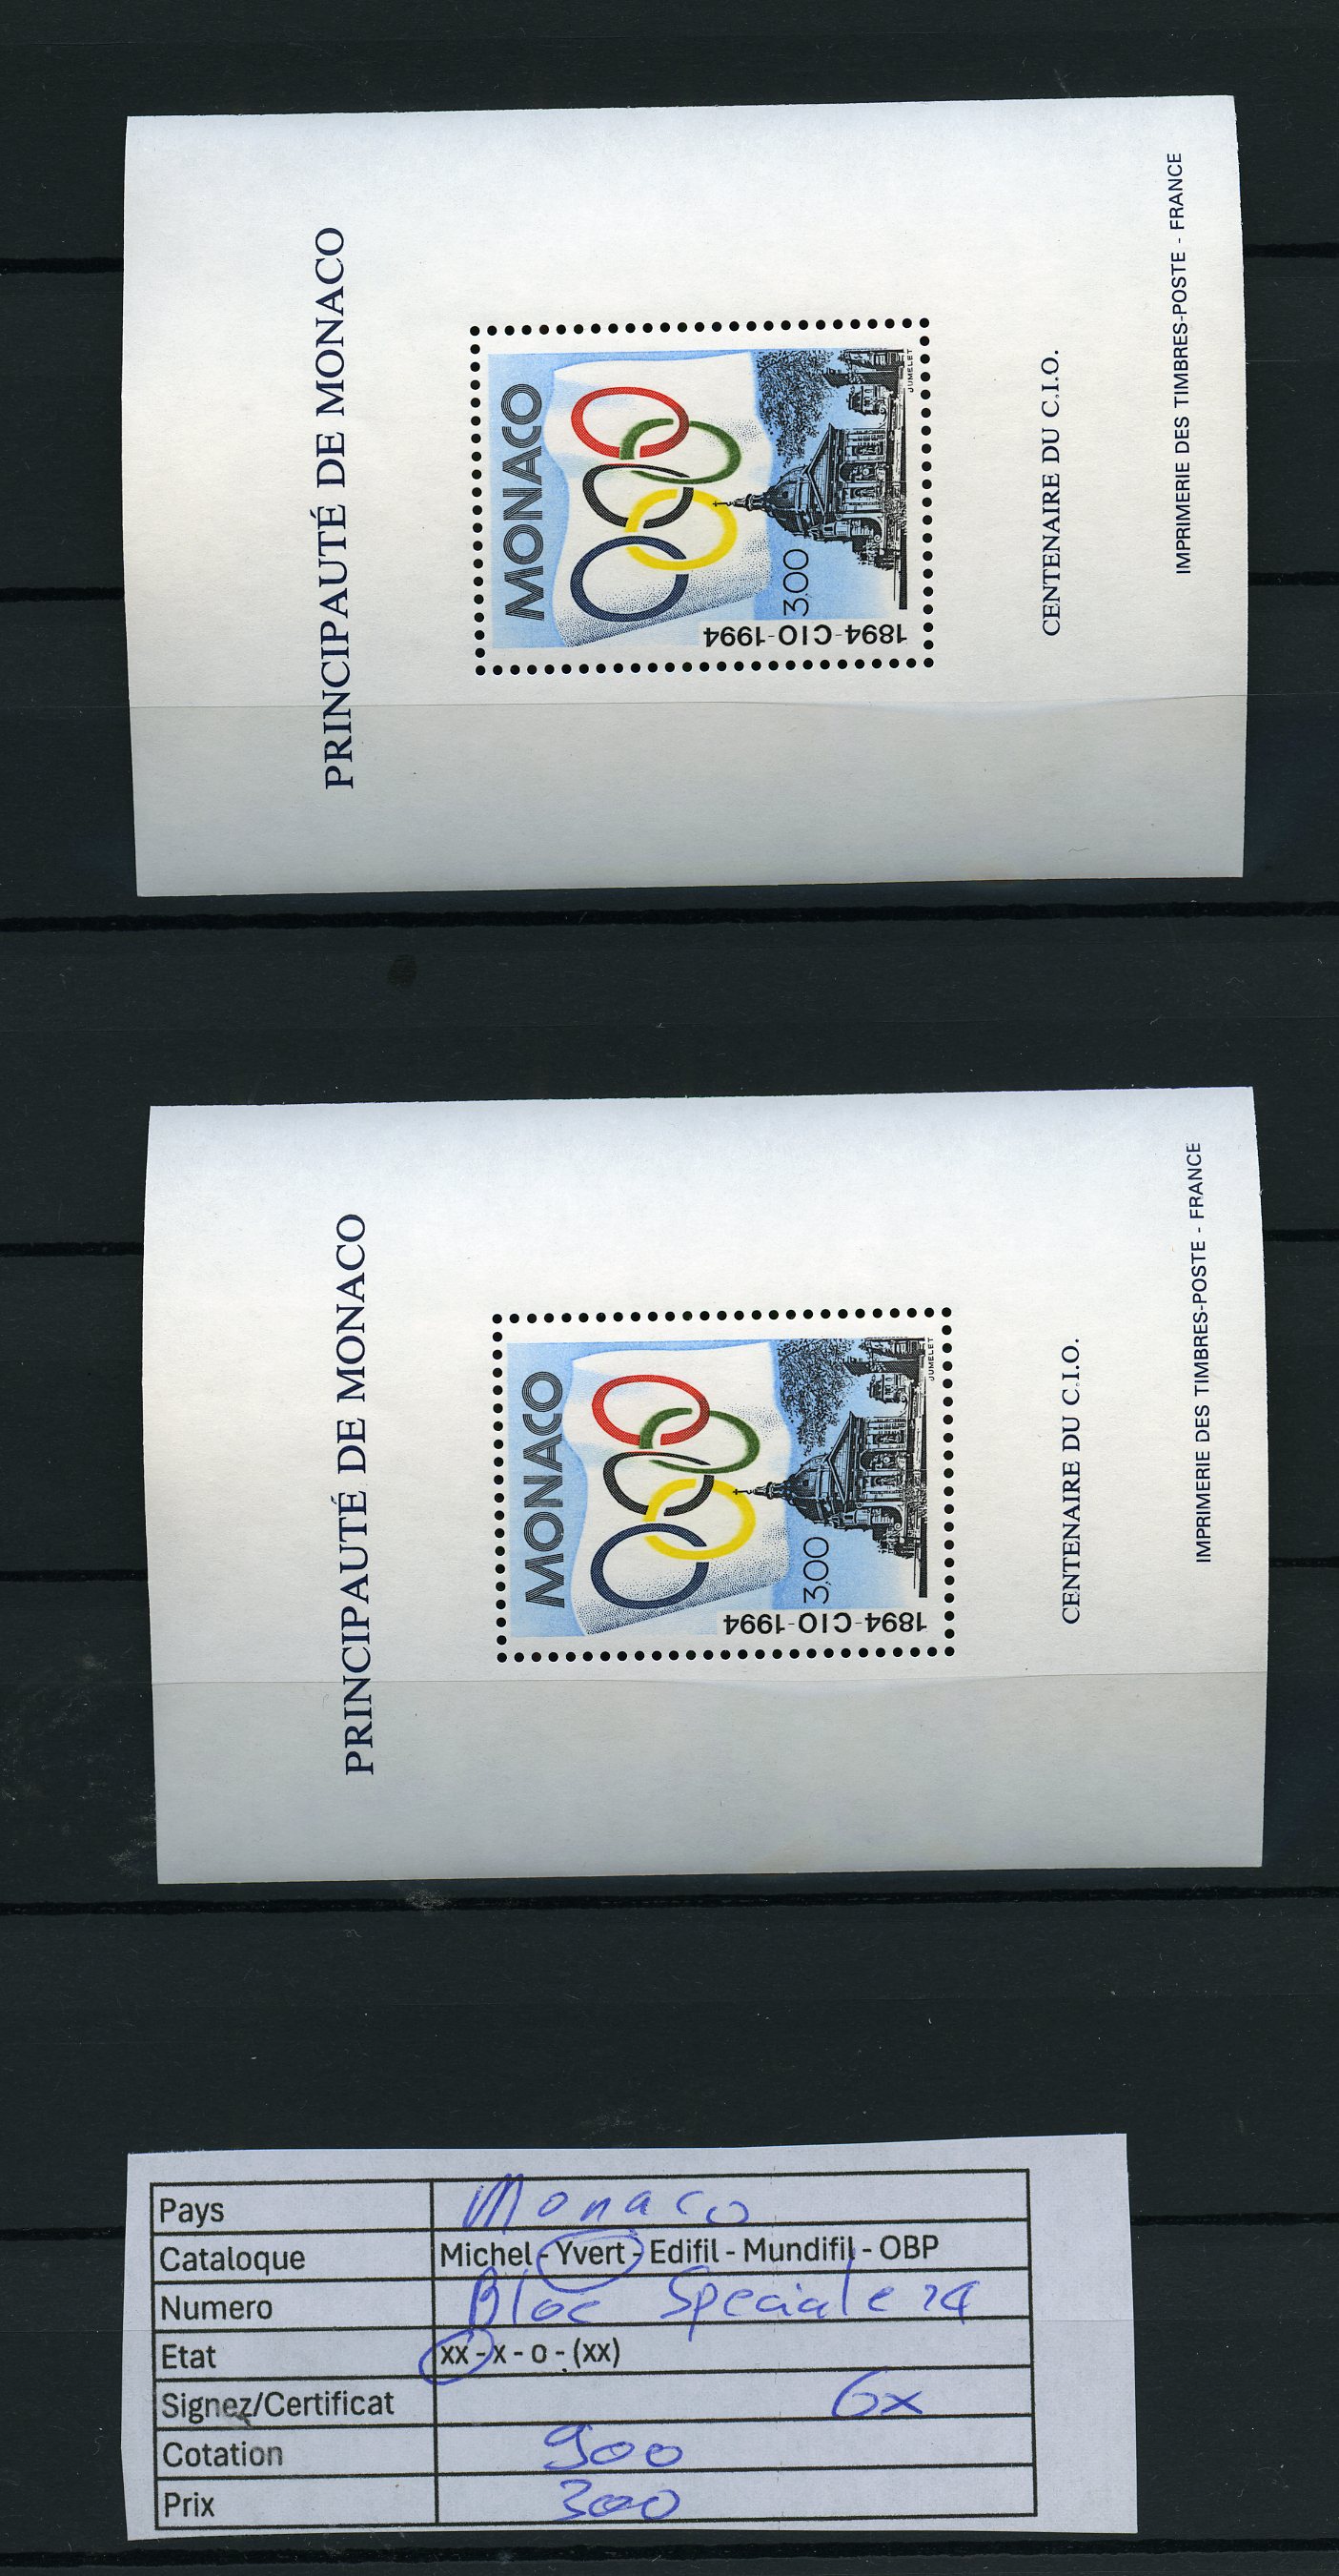 PRINCIPAUTÉ DE MONACO
MONACO
3,00
1894-CIO-1994
JUMELET
CENTENAIRE DU C.I.O.
IMPRIMERIE DES TIMBRES-POSTE - FRANCE
PRINCIPAUTÉ DE MONACO
MONACO
3,00
1894-CIO-1994
JUMELET
CENTENAIRE DU C.I.O.
IMPRIMERIE DES TIMBRES-POSTE - FRANCE
Pays Monaco
Cataloque Michel - Yvert - Edifil - Mundifil - OBP
Numero Bloc Speciale 24
Etat xx - x - o - (xx)
Signez/Certificat 6x
Cotation 900
Prix 300